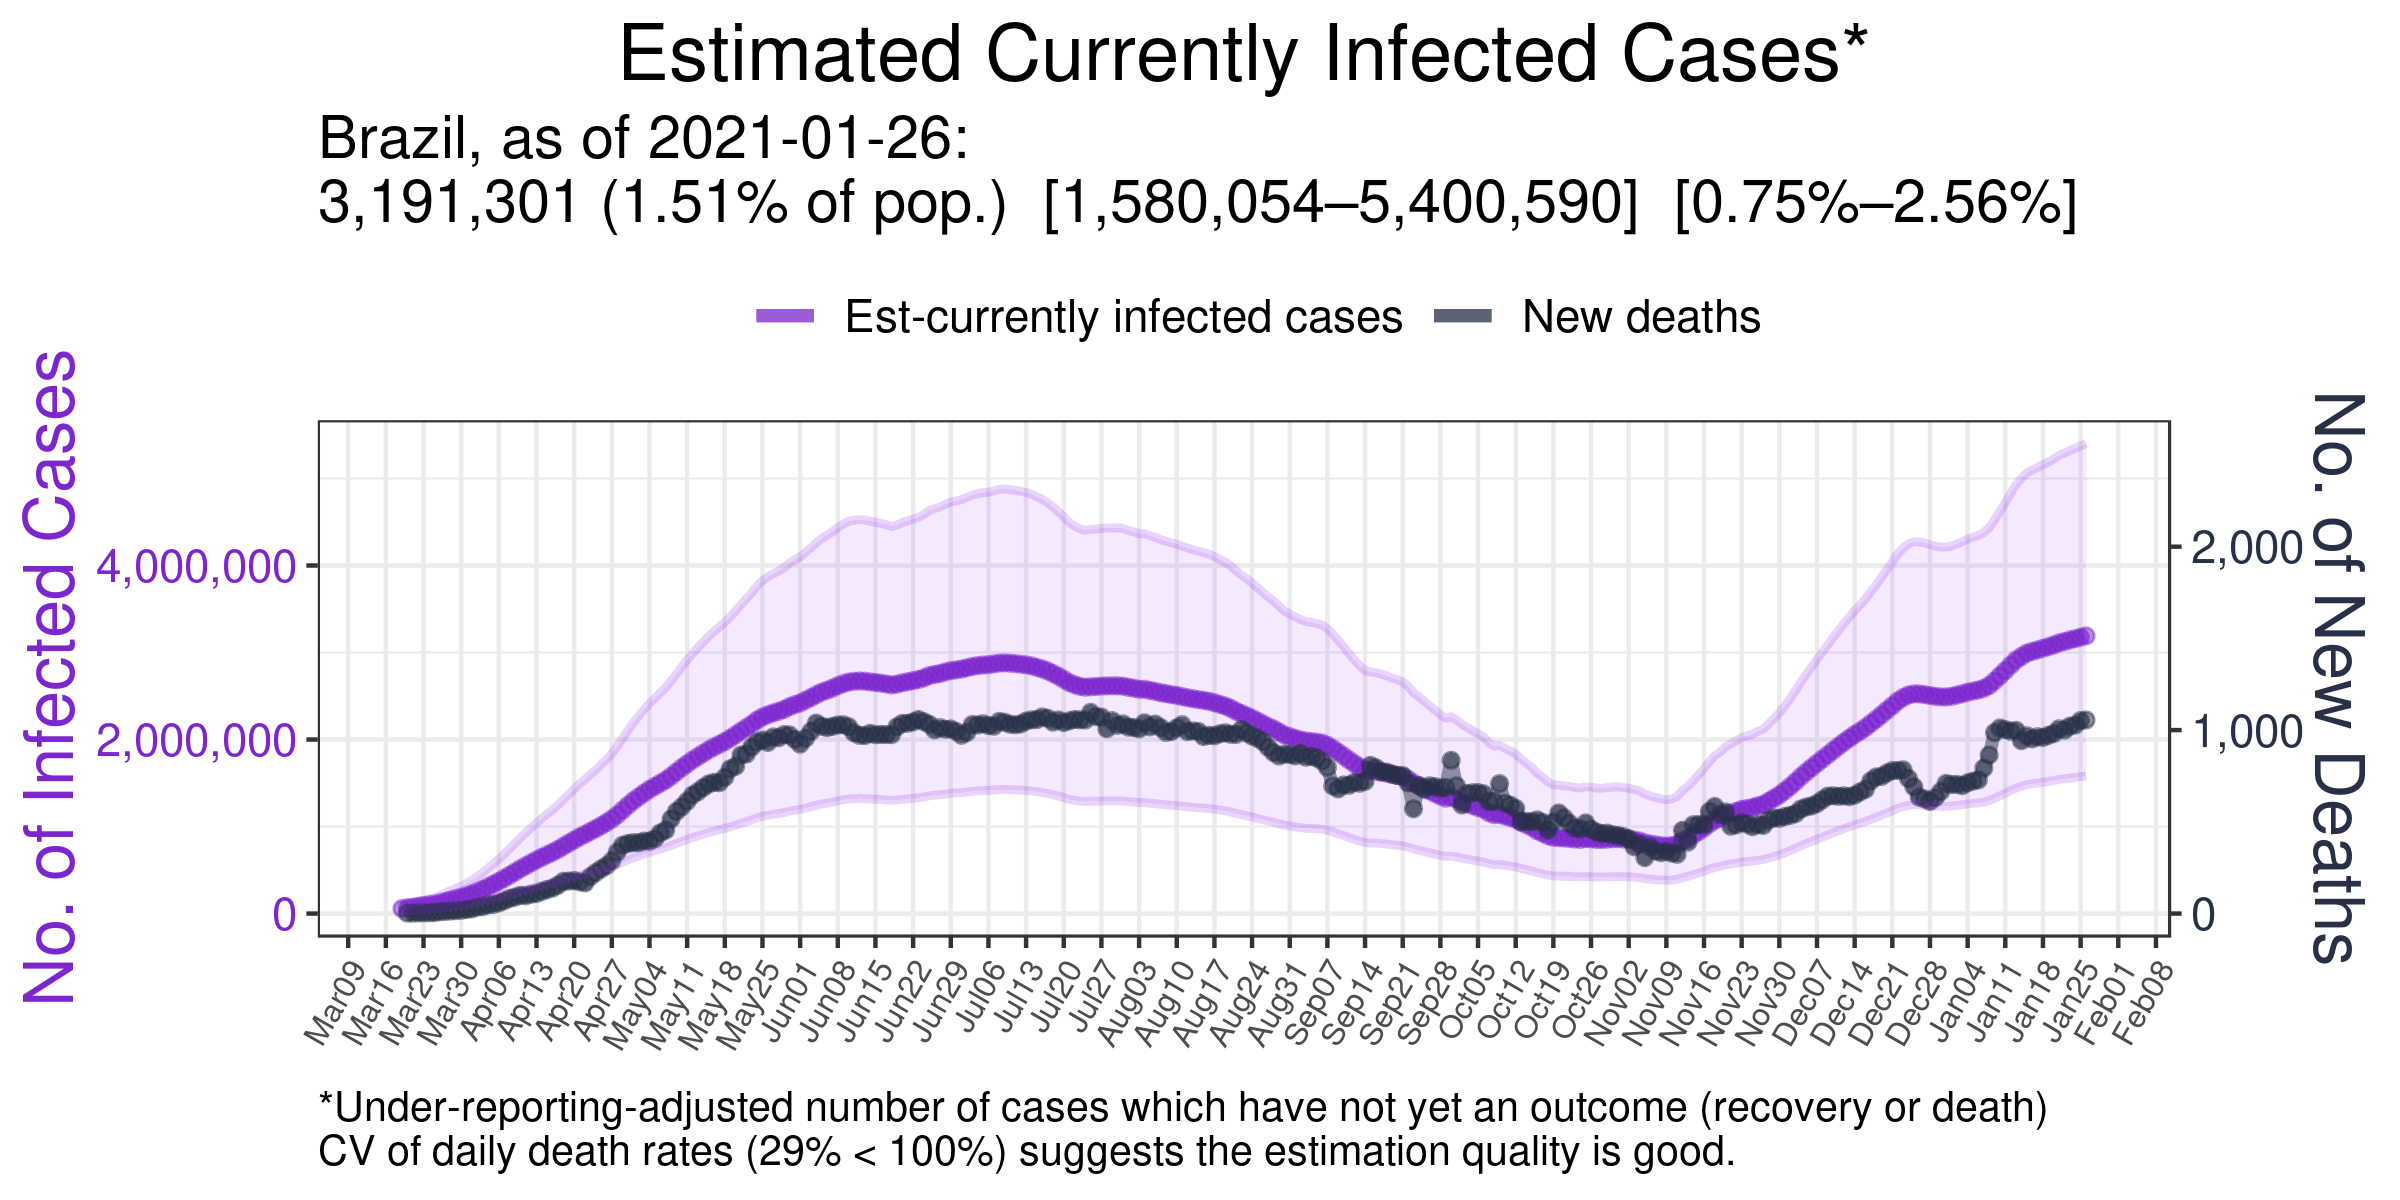 Estimated Currently Infected Cases*
Brazil, as of 2021-01-26:
3,191,301 (1.51% of pop.) [1,580,054–5,400,590] [0.75%–2.56%]
Est-currently infected cases New deaths
No. of Infected Cases
4,000,000
2,000,000
0
2,000
1,000
0
No. of New Deaths
Mar09 Mar16 Mar23 Mar30 Apr06 Apr13 Apr20 Apr27 May04 May11 May18 May25 Jun01 Jun08 Jun15 Jun22 Jun29 Jul06 Jul13 Jul20 Jul27 Aug03 Aug10 Aug17 Aug24 Aug31 Sep07 Sep14 Sep21 Sep28 Oct05 Oct12 Oct19 Oct26 Nov02 Nov09 Nov16 Nov23 Nov30 Dec07 Dec14 Dec21 Dec28 Jan04 Jan11 Jan18 Jan25 Feb01 Feb08
*Under-reporting-adjusted number of cases which have not yet an outcome (recovery or death)
CV of daily death rates (29% < 100%) suggests the estimation quality is good.